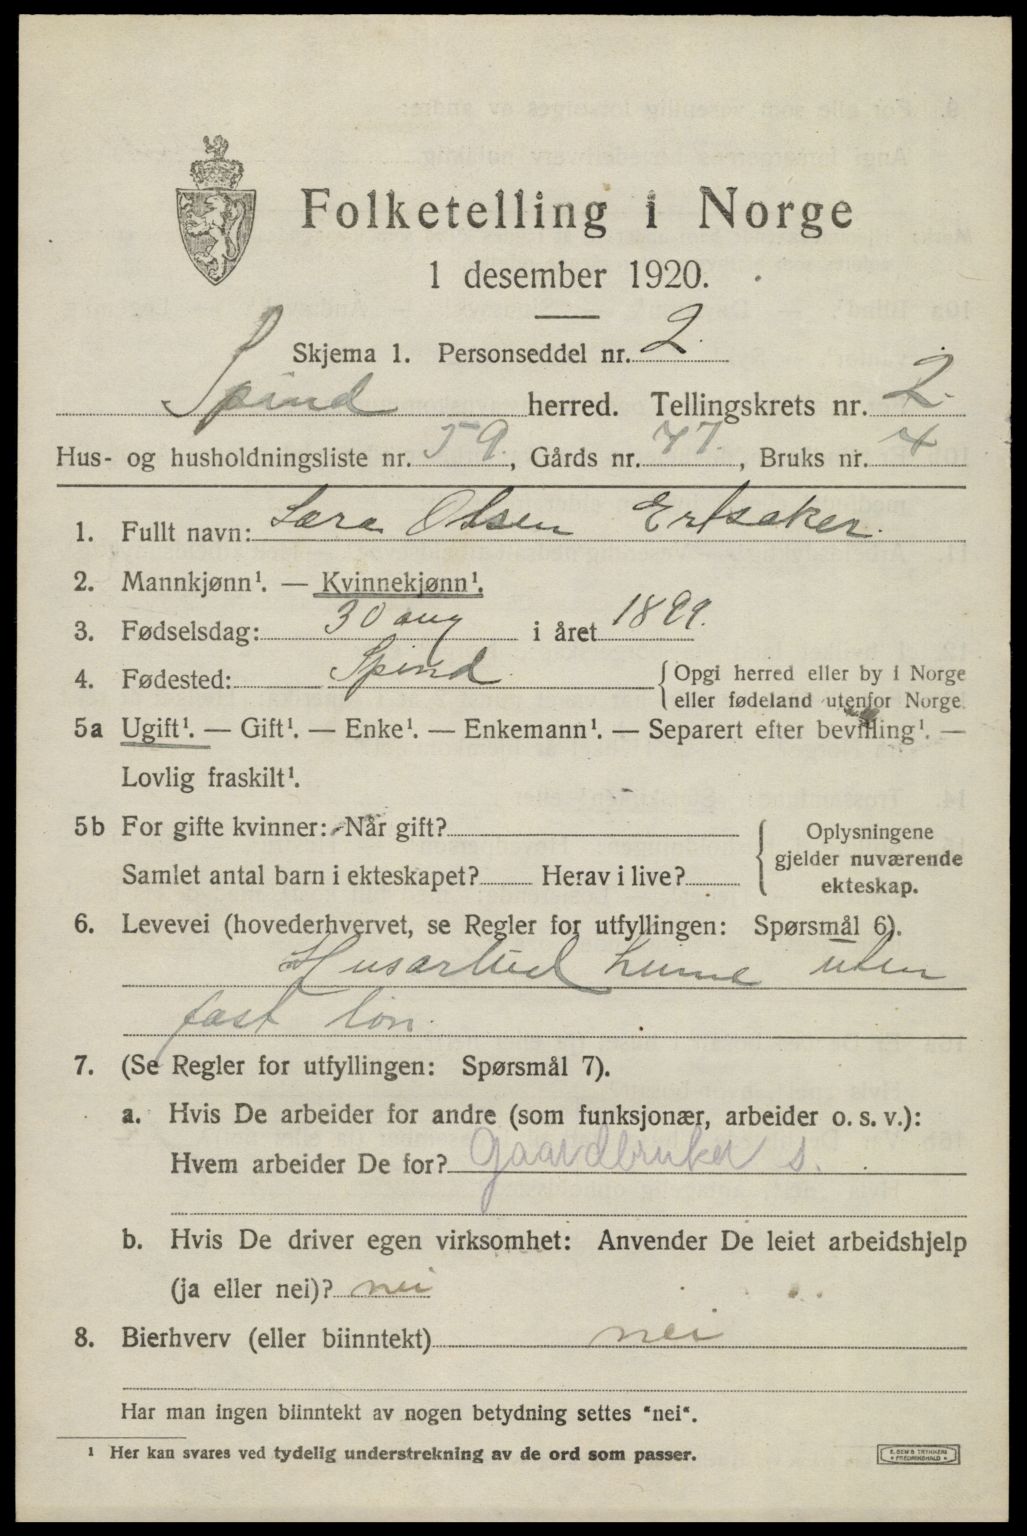 Folketelling i Norge
1 desember 1920.
Skjema 1. Personseddel nr. 2
Spind herred. Tellingskrets nr. 2.
Hus- og husholdningsliste nr. 59, Gårds nr. 77, Bruks nr. 4
1. Fullt navn: Sara Olsen Ertsaker.
2. Mannkjønn¹. — Kvinnekjønn¹.
3. Fødselsdag: 30 aug i året 1899.
4. Fødested: Spind. { Opgi herred eller by i Norge
eller fødeland utenfor Norge.
5a Ugift¹. — Gift¹. — Enke¹. — Enkemann¹. — Separert efter bevilling¹. —
Lovlig fraskilt¹.
5b For gifte kvinner: Når gift? { Oplysningene
gjelder nuværende
Samlet antal barn i ekteskapet? Herav i live? ekteskap.
6. Levevei (hovederhvervet, se Regler for utfyllingen: Spørsmål 6).
Husarbeid hume uten
fast løn.
7. (Se Regler for utfyllingen: Spørsmål 7).
a. Hvis De arbeider for andre (som funksjonær, arbeider o. s. v.):
Hvem arbeider De for? Gaardbruker s.
b. Hvis De driver egen virksomhet: Anvender De leiet arbeidshjelp
(ja eller nei)? nei
8. Bierhverv (eller biinntekt) nei
Har man ingen biinntekt av nogen betydning settes "nei".
¹ Her kan svares ved tydelig understrekning av de ord som passer.
E. SEM'S TRYKKERI
• FREDRIKSHALD •